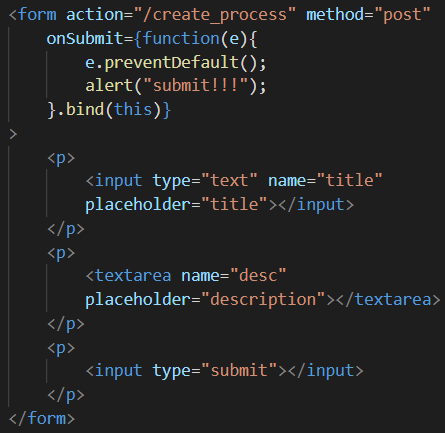 <form action="/create_process" method="post"
    onSubmit={function(e){
        e.preventDefault();
        alert("submit!!!");
    }.bind(this)}
>
    <p>
        <input type="text" name="title"
        placeholder="title"></input>
    </p>
    <p>
        <textarea name="desc"
        placeholder="description"></textarea>
    </p>
    <p>
        <input type="submit"></input>
    </p>
</form>